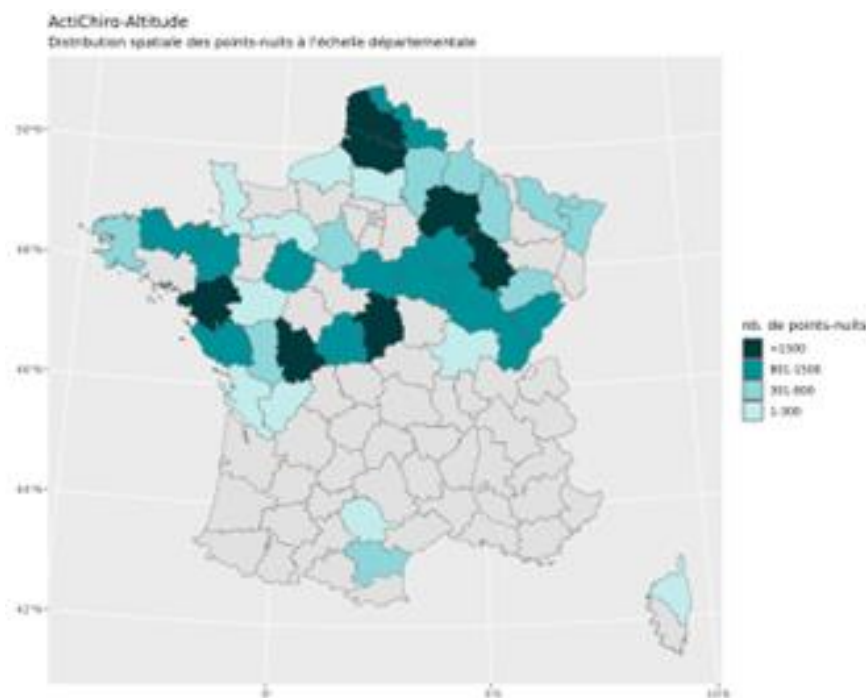 ActiChiro-Altitude
Distribution spatiale des points-nuits à l'échelle départementale
50°N
48°N
46°N
44°N
42°N
0°
5°E
10°E
nb. de points-nuits
>1500
801-1500
301-800
1-300